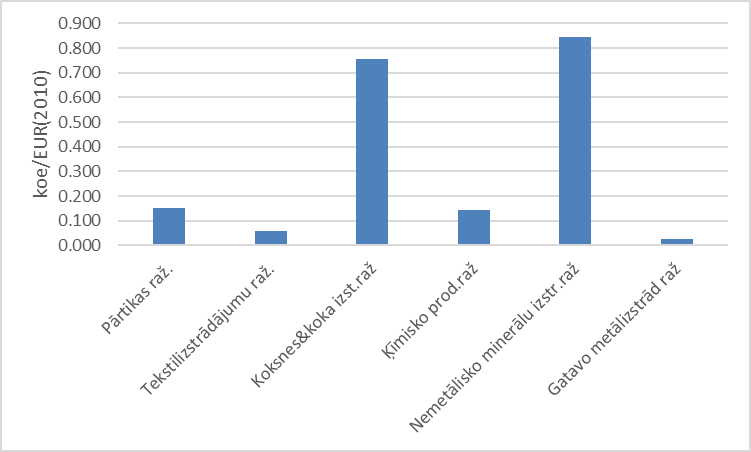 0.900
0.800
0.700
0.600
0.500
0.400
0.300
0.200
0.100
0.000
koe/EUR(2010)
Pārtikas raž.
Tekstilizstrādājumu raž.
Koksnes&koka izst.raž
Ķīmisko prod.raž
Nemetālisko minerālu izstr.raž
Gatavo metālizstrād raž